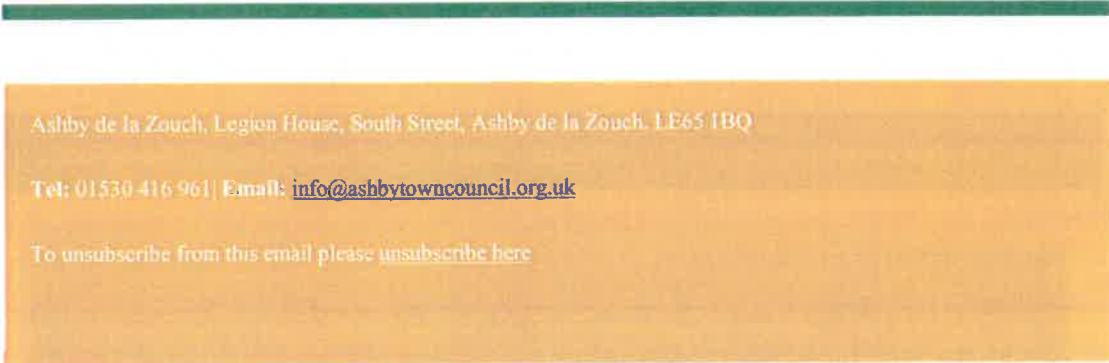 Ashby de la Zouch, Legion House, South Street, Ashby de la Zouch. LE65 1BQ
Tel: 01530 416 961| Email: info@ashbytowncouncil.org.uk
To unsubscribe from this email please unsubscribe here